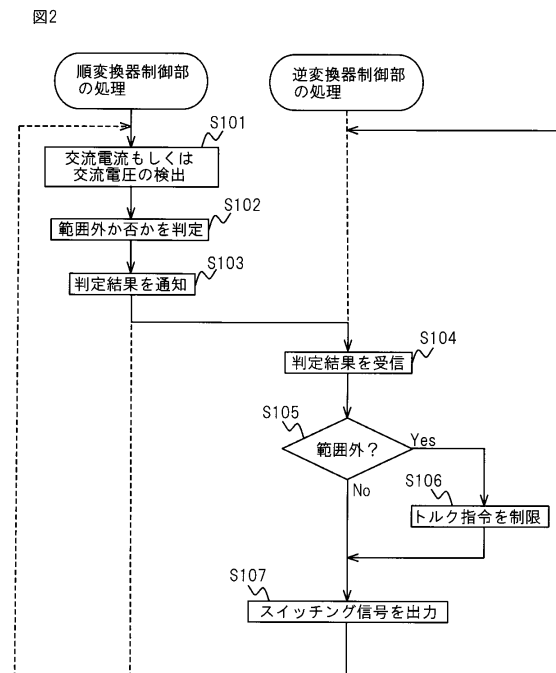 図2
順変換器制御部
の処理
逆変換器制御部
の処理
S101
交流電流もしくは
交流電圧の検出
S102
範囲外か否かを判定
S103
判定結果を通知
S104
判定結果を受信
S105
範囲外？
Yes
No
S106
トルク指令を制限
S107
スイッチング信号を出力